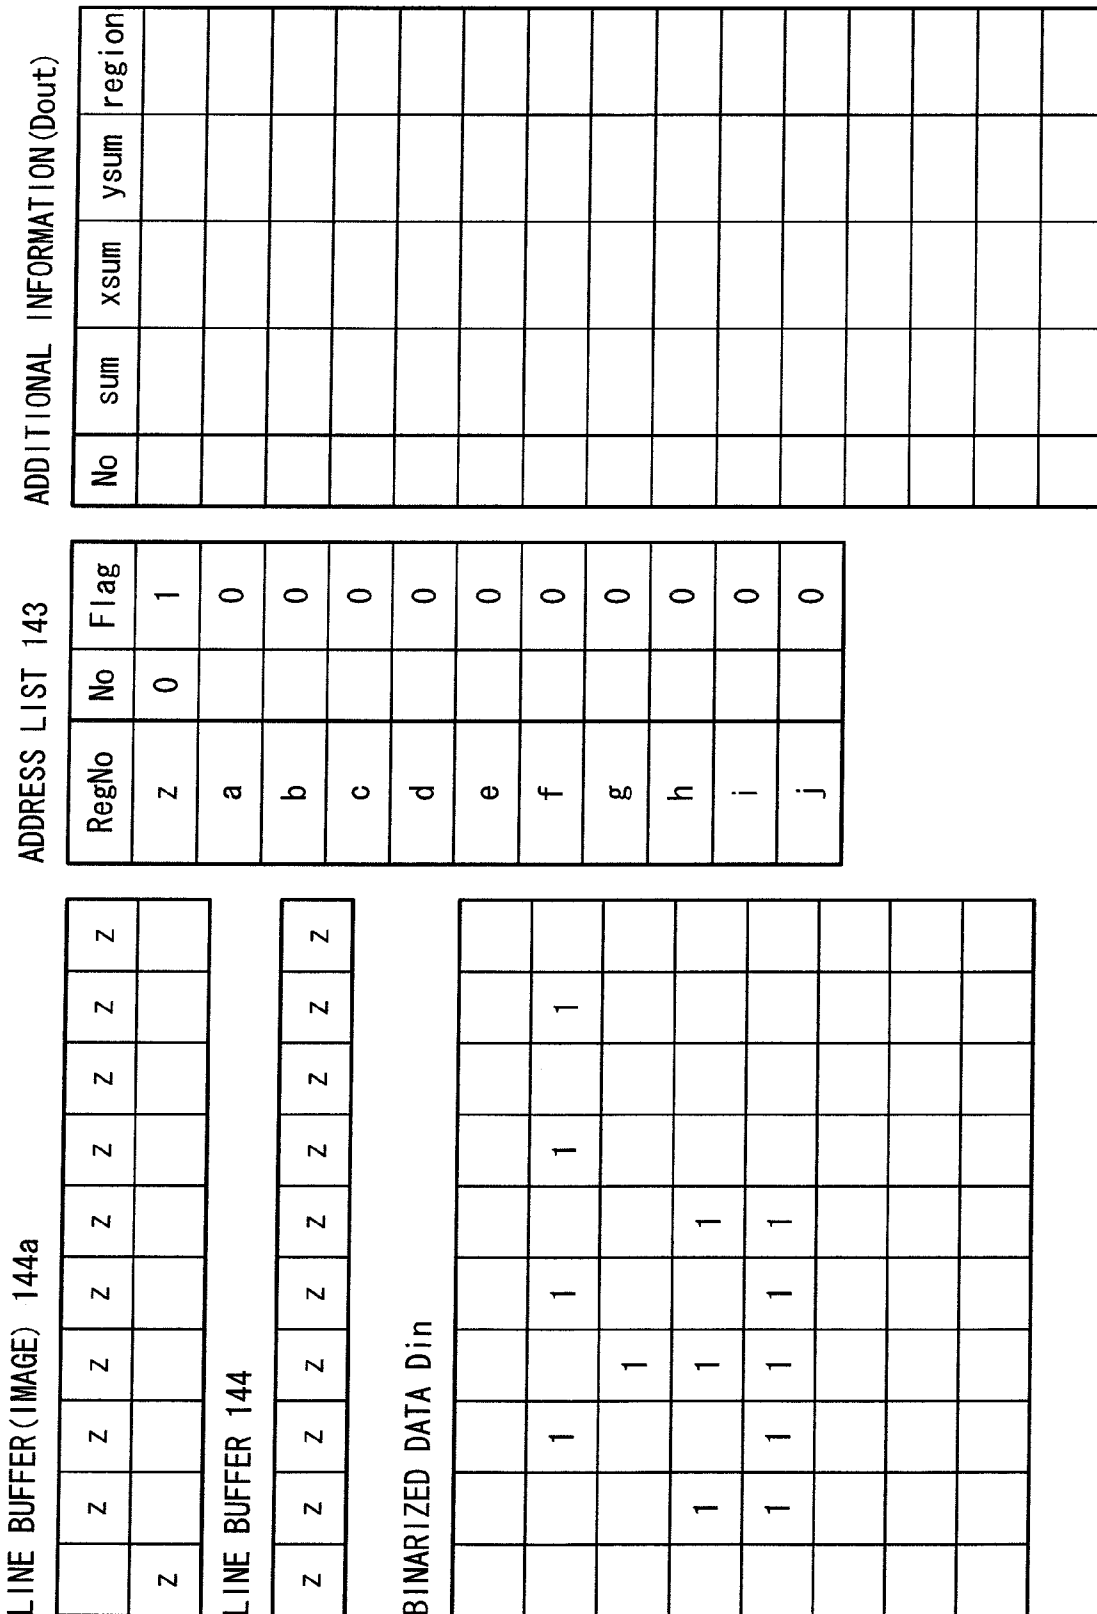 LINE BUFFER(IMAGE) 144a
z z z z z z z z z
z
LINE BUFFER 144
z z z z z z z z z z
BINARIZED DATA Din
1 1 1 1
1
1 1 1
1 1 1 1 1
ADDRESS LIST 143
RegNo No Flag
z 0 1
a 0
b 0
c 0
d 0
e 0
f 0
g 0
h 0
i 0
j 0
ADDITIONAL INFORMATION(Dout)
No sum xsum ysum region